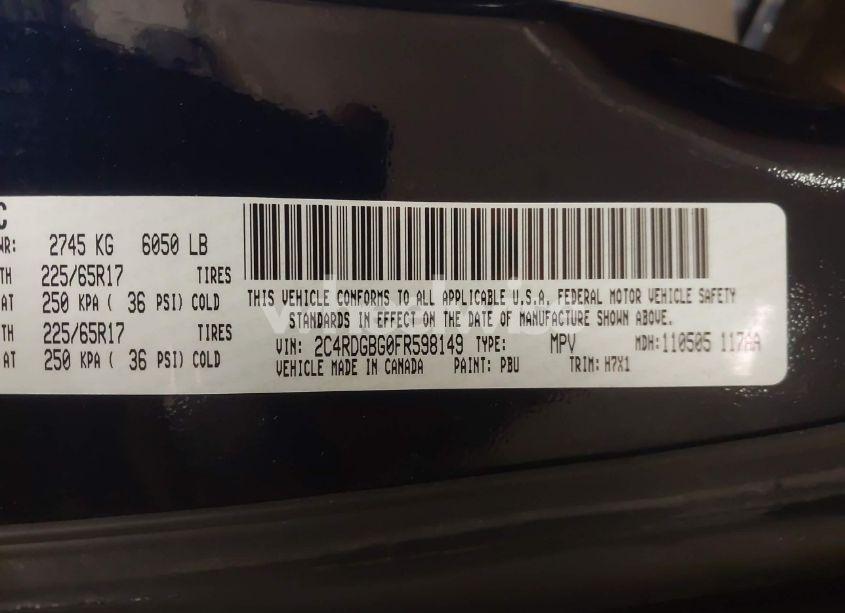 C
WR: 2745 KG 6050 LB
TH 225/65R17 TIRES
AT 250 KPA ( 36 PSI) COLD
TH 225/65R17 TIRES
AT 250 KPA ( 36 PSI) COLD
THIS VEHICLE CONFORMS TO ALL APPLICABLE U.S.A. FEDERAL MOTOR VEHICLE SAFETY
STANDARDS IN EFFECT ON THE DATE OF MANUFACTURE SHOWN ABOVE.
VIN: 2C4RDGBG0FR598149 TYPE: MPV MDH:110505 117AA
VEHICLE MADE IN CANADA PAINT: PBU TRIM: H7X1